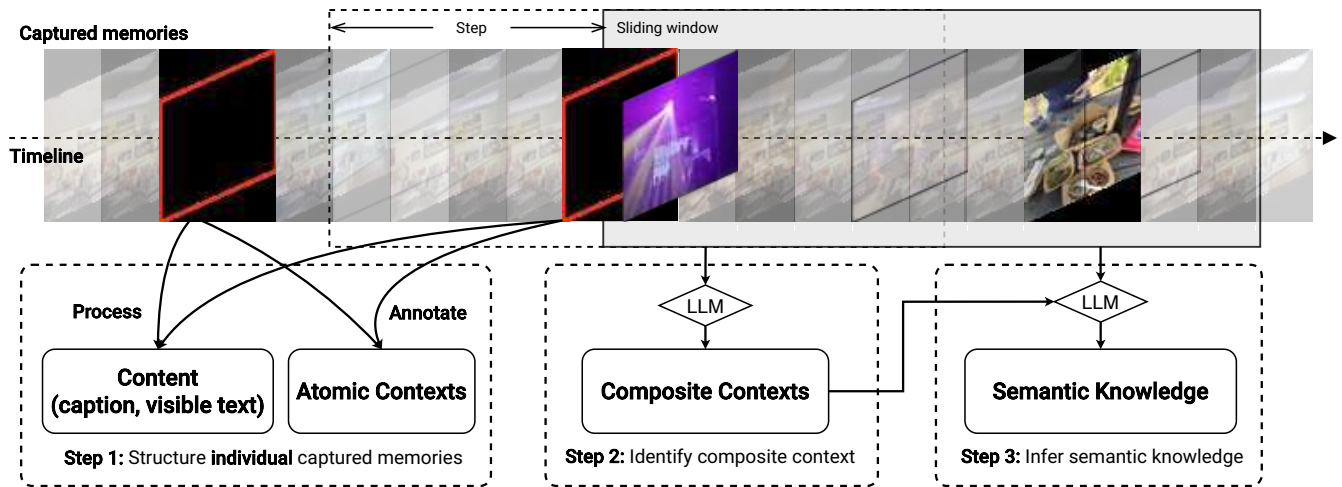 Step
Sliding window
Captured memories
Timeline
Process
Annotate
LLM
LLM
Content
(caption, visible text)
Atomic Contexts
Composite Contexts
Semantic Knowledge
Step 1: Structure individual captured memories
Step 2: Identify composite context
Step 3: Infer semantic knowledge